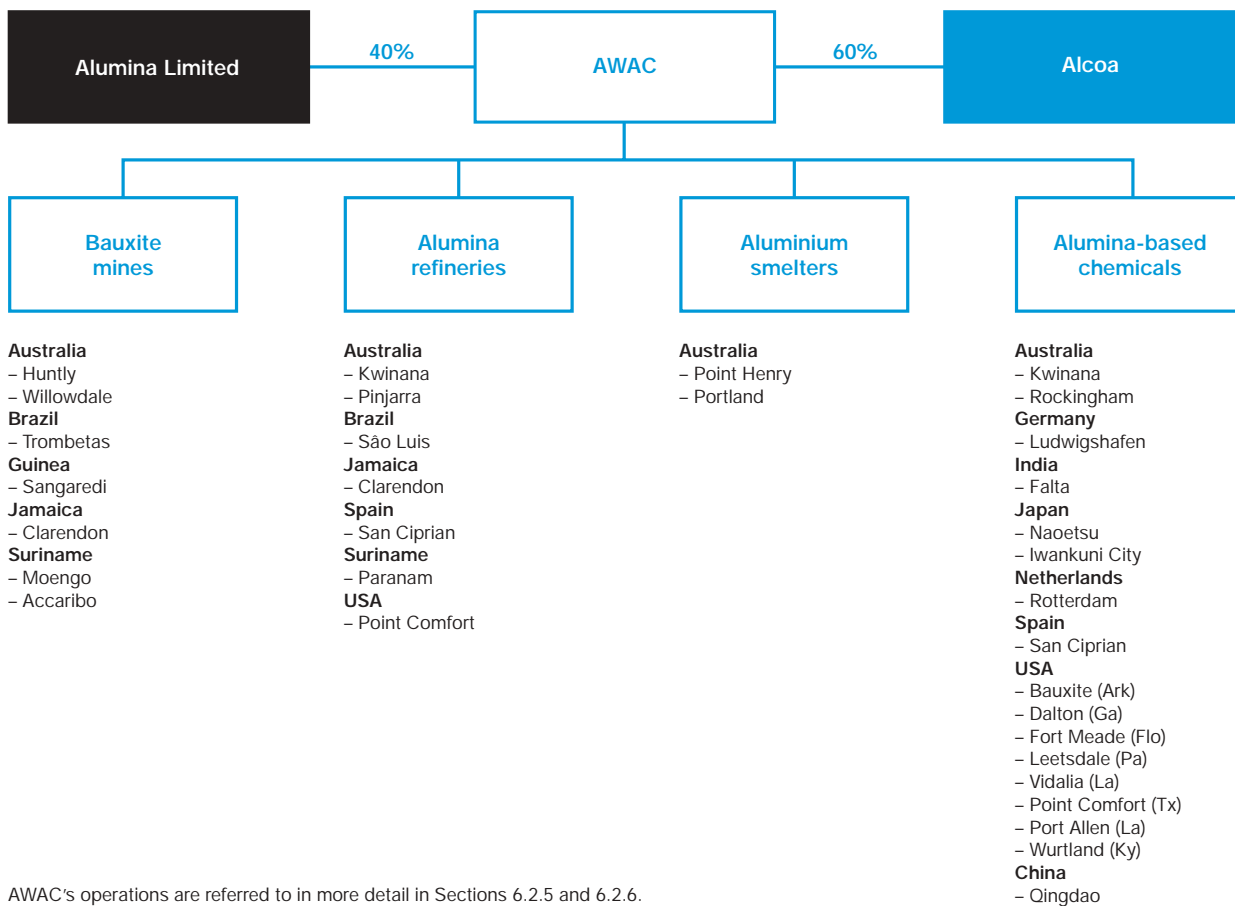 Alumina Limited
40%
AWAC
60%
Alcoa
Bauxite
mines
Alumina
refineries
Aluminium
smelters
Alumina-based
chemicals
Australia
– Huntly
– Willowdale
Brazil
– Trombetas
Guinea
– Sangaredi
Jamaica
– Clarendon
Suriname
– Moengo
– Accaribo
Australia
– Kwinana
– Pinjarra
Brazil
– Sâo Luis
Jamaica
– Clarendon
Spain
– San Ciprian
Suriname
– Paranam
USA
– Point Comfort
Australia
– Point Henry
– Portland
Australia
– Kwinana
– Rockingham
Germany
– Ludwigshafen
India
– Falta
Japan
– Naoetsu
– Iwankuni City
Netherlands
– Rotterdam
Spain
– San Ciprian
USA
– Bauxite (Ark)
– Dalton (Ga)
– Fort Meade (Flo)
– Leetsdale (Pa)
– Vidalia (La)
– Point Comfort (Tx)
– Port Allen (La)
– Wurtland (Ky)
China
– Qingdao
AWAC's operations are referred to in more detail in Sections 6.2.5 and 6.2.6.